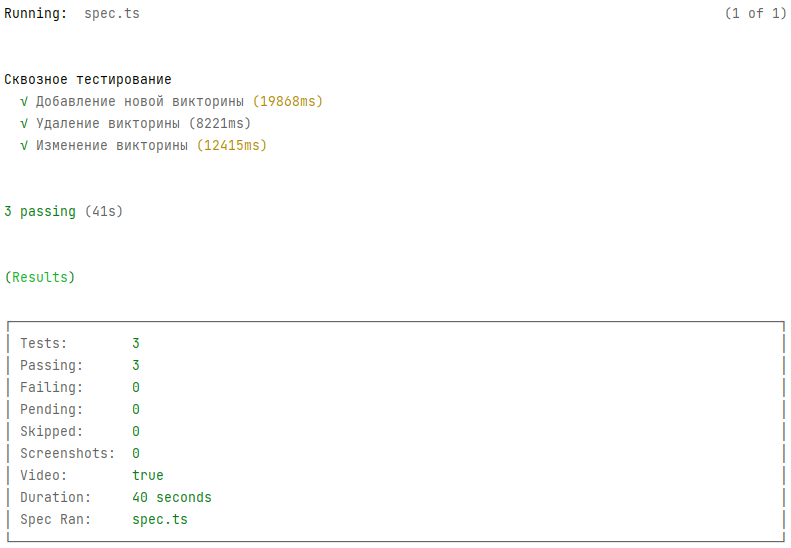 Running:  spec.ts (1 of 1)
Сквозное тестирование
√ Добавление новой викторины (19868ms)
√ Удаление викторины (8221ms)
√ Изменение викторины (12415ms)
3 passing (41s)
(Results)
Tests: 3
Passing: 3
Failing: 0
Pending: 0
Skipped: 0
Screenshots: 0
Video: true
Duration: 40 seconds
Spec Ran: spec.ts